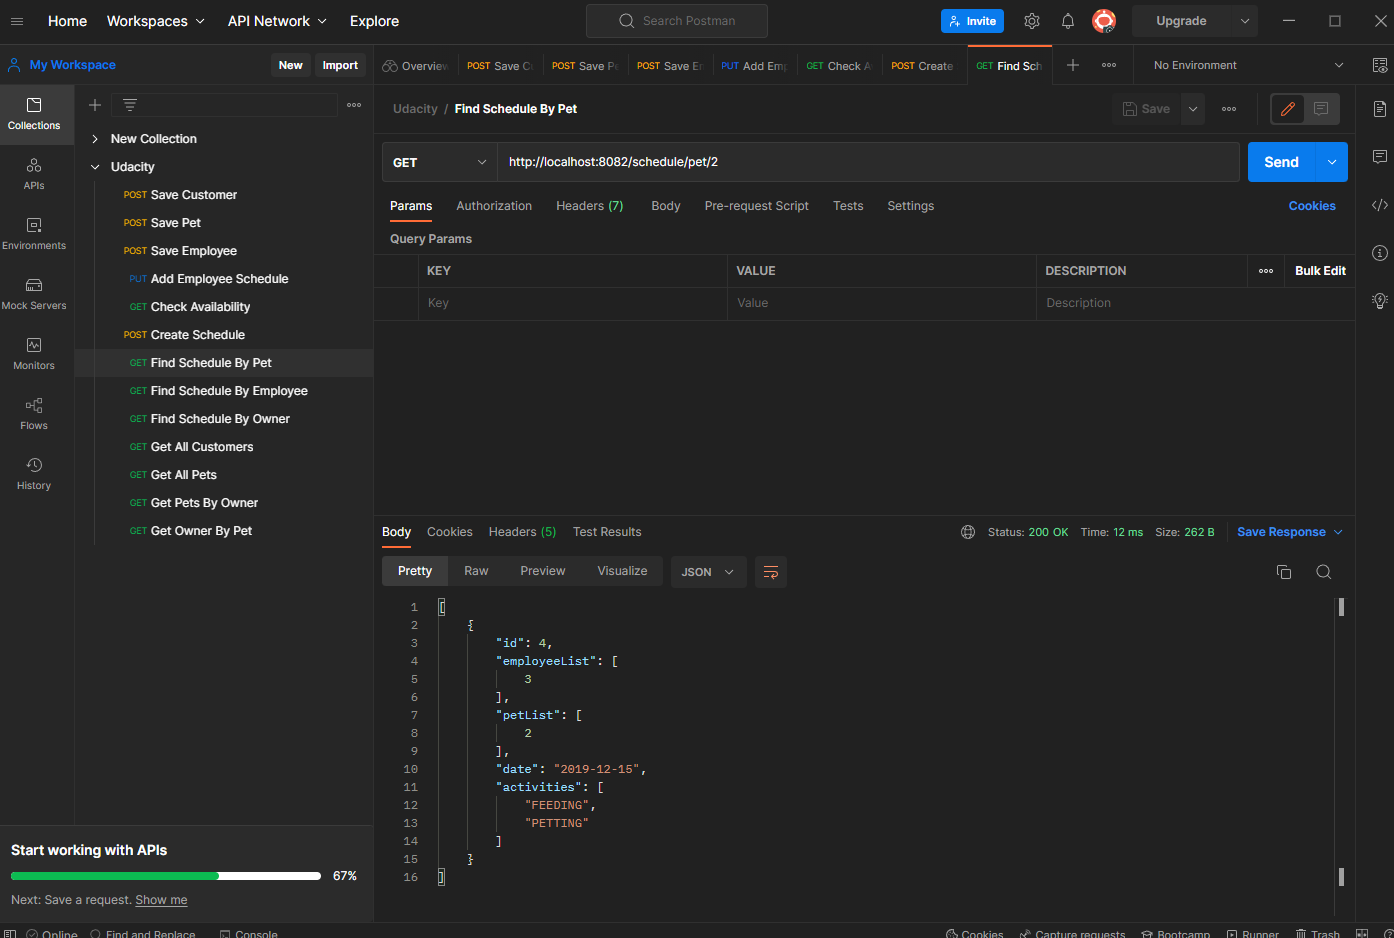 Home Workspaces API Network Explore Search Postman Invite Upgrade
My Workspace New Import
Overview POST Save C POST Save P POST Save E PUT Add Emp GET Check A POST Create GET Find Sch No Environment
Collections
APIs
Environments
Mock Servers
Monitors
Flows
History
New Collection
Udacity
POST Save Customer
POST Save Pet
POST Save Employee
PUT Add Employee Schedule
GET Check Availability
POST Create Schedule
GET Find Schedule By Pet
GET Find Schedule By Employee
GET Find Schedule By Owner
GET Get All Customers
GET Get All Pets
GET Get Pets By Owner
GET Get Owner By Pet
Start working with APIs
67%
Next: Save a request. Show me
Udacity / Find Schedule By Pet Save
GET http://localhost:8082/schedule/pet/2 Send
Params Authorization Headers (7) Body Pre-request Script Tests Settings Cookies
Query Params
KEY VALUE DESCRIPTION Bulk Edit
Key Value Description
Body Cookies Headers (5) Test Results Status: 200 OK Time: 12 ms Size: 262 B Save Response
Pretty Raw Preview Visualize JSON
1 [
2 {
3 "id": 4,
4 "employeeList": [
5 3
6 ],
7 "petList": [
8 2
9 ],
10 "date": "2019-12-15",
11 "activities": [
12 "FEEDING",
13 "PETTING"
14 ]
15 }
16 ]
Online Find and Replace Console Cookies Capture requests Bootcamp Runner Trash